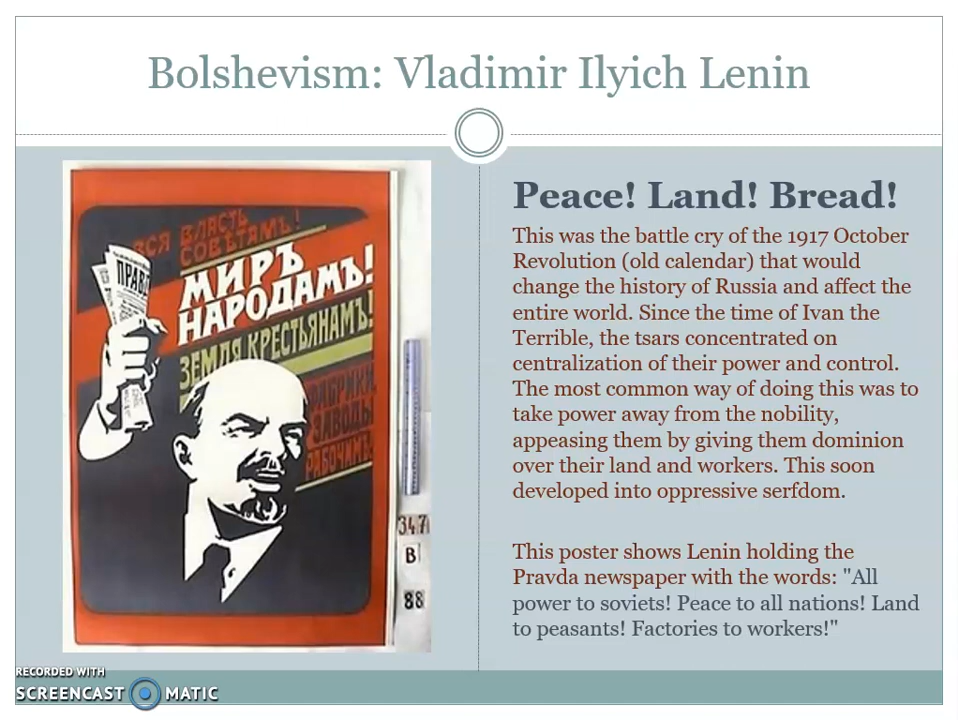 Bolshevism: Vladimir Ilyich Lenin
ВСЯ ВЛАСТЬ
СОВѢТАМЪ!
МИРЪ
НАРОДАМЪ!
ЗЕМЛЯ КРЕСТЬЯНАМЪ!
ФАБРИКИ
ЗАВОДЫ
РАБОЧИМЪ
ПРАВД
347
B
88
Peace! Land! Bread!
This was the battle cry of the 1917 October
Revolution (old calendar) that would
change the history of Russia and affect the
entire world. Since the time of Ivan the
Terrible, the tsars concentrated on
centralization of their power and control.
The most common way of doing this was to
take power away from the nobility,
appeasing them by giving them dominion
over their land and workers. This soon
developed into oppressive serfdom.
This poster shows Lenin holding the
Pravda newspaper with the words: "All
power to soviets! Peace to all nations! Land
to peasants! Factories to workers!"
RECORDED WITH
SCREENCAST MATIC